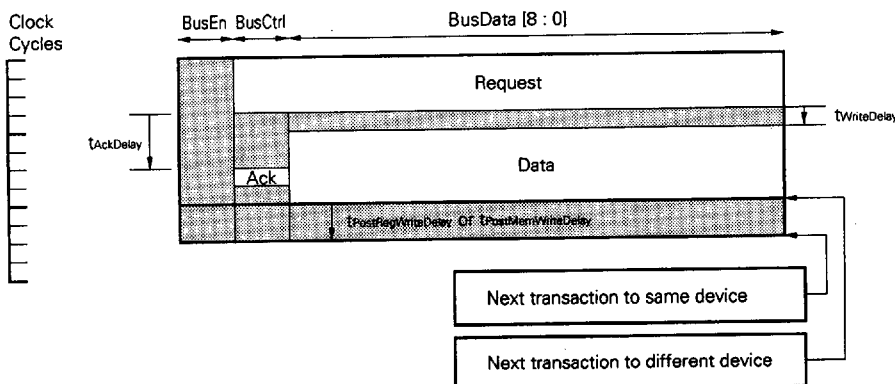 Clock
Cycles
BusEn BusCtrl BusData [8 : 0]
Request
tAckDelay
tWriteDelay
Data
Ack
tPostRegWriteDelay or tPostMemWriteDelay
Next transaction to same device
Next transaction to different device